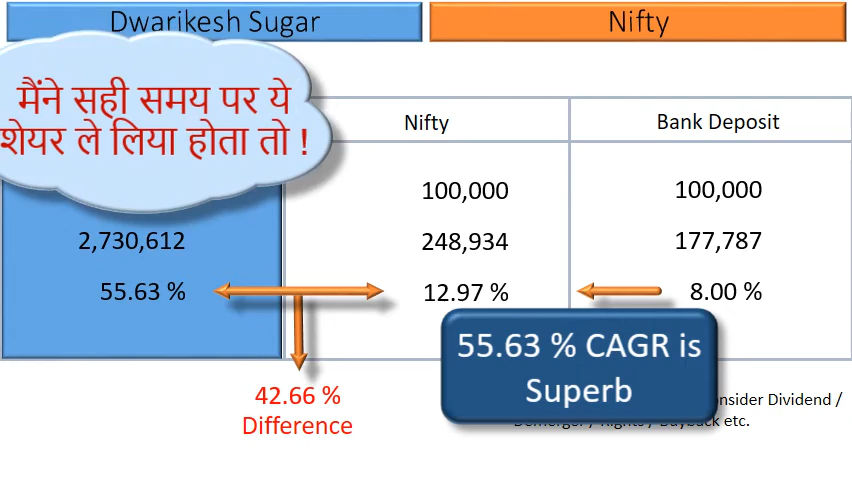 Dwarikesh Sugar
Nifty
मैंने सही समय पर ये
शेयर ले लिया होता तो !
Nifty
Bank Deposit
100,000
100,000
2,730,612
248,934
177,787
55.63 %
12.97 %
8.00 %
55.63 % CAGR is
Superb
42.66 %
Difference
Dividend /
Buyback etc.